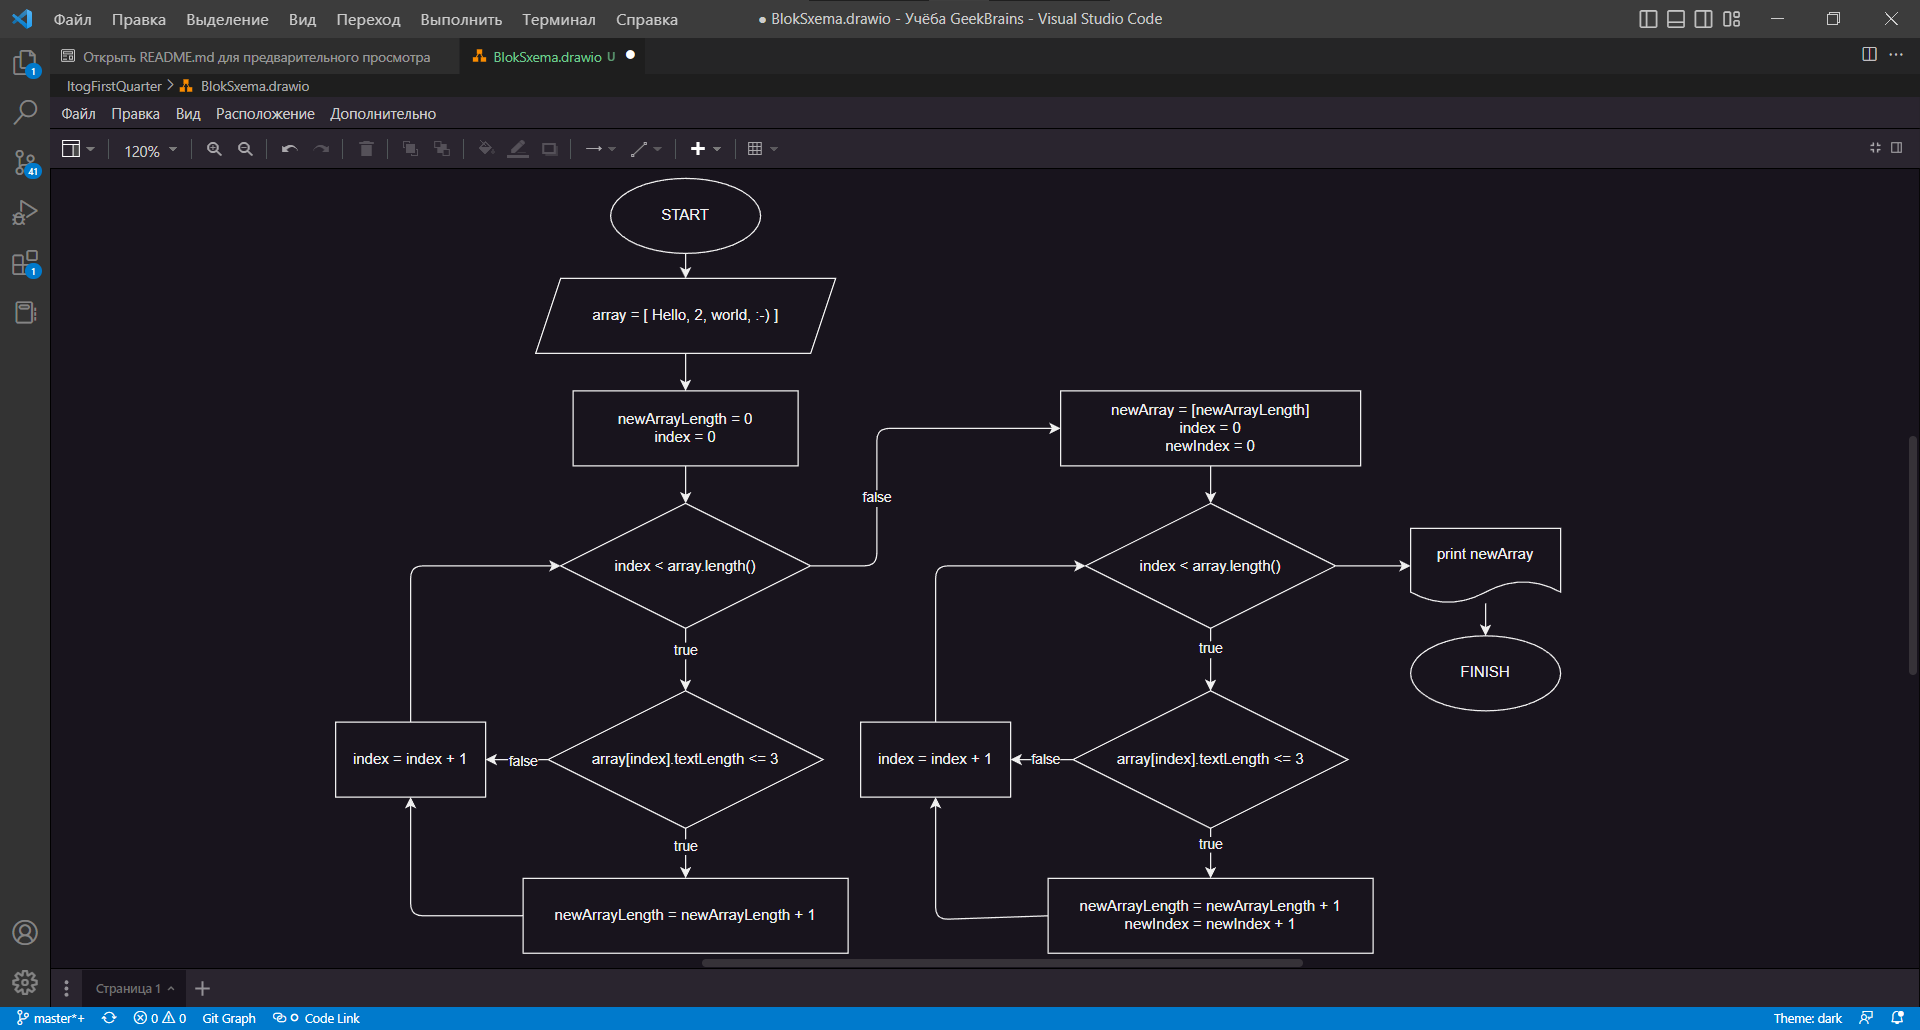 Файл Правка Выделение Вид Переход Выполнить Терминал Справка
● BlokSxema.drawio - Учёба GeekBrains - Visual Studio Code
Открыть README.md для предварительного просмотра
BlokSxema.drawio U
ItogFirstQuarter > BlokSxema.drawio
Файл Правка Вид Расположение Дополнительно
120%
1
41
1
START
array = [ Hello, 2, world, :-) ]
newArrayLength = 0
index = 0
index < array.length()
false
true
array[index].textLength <= 3
false
index = index + 1
true
newArrayLength = newArrayLength + 1
newArray = [newArrayLength]
index = 0
newIndex = 0
index < array.length()
true
array[index].textLength <= 3
false
index = index + 1
true
newArrayLength = newArrayLength + 1
newIndex = newIndex + 1
print newArray
FINISH
Страница 1
master*+ 0 0 Git Graph Code Link
Theme: dark